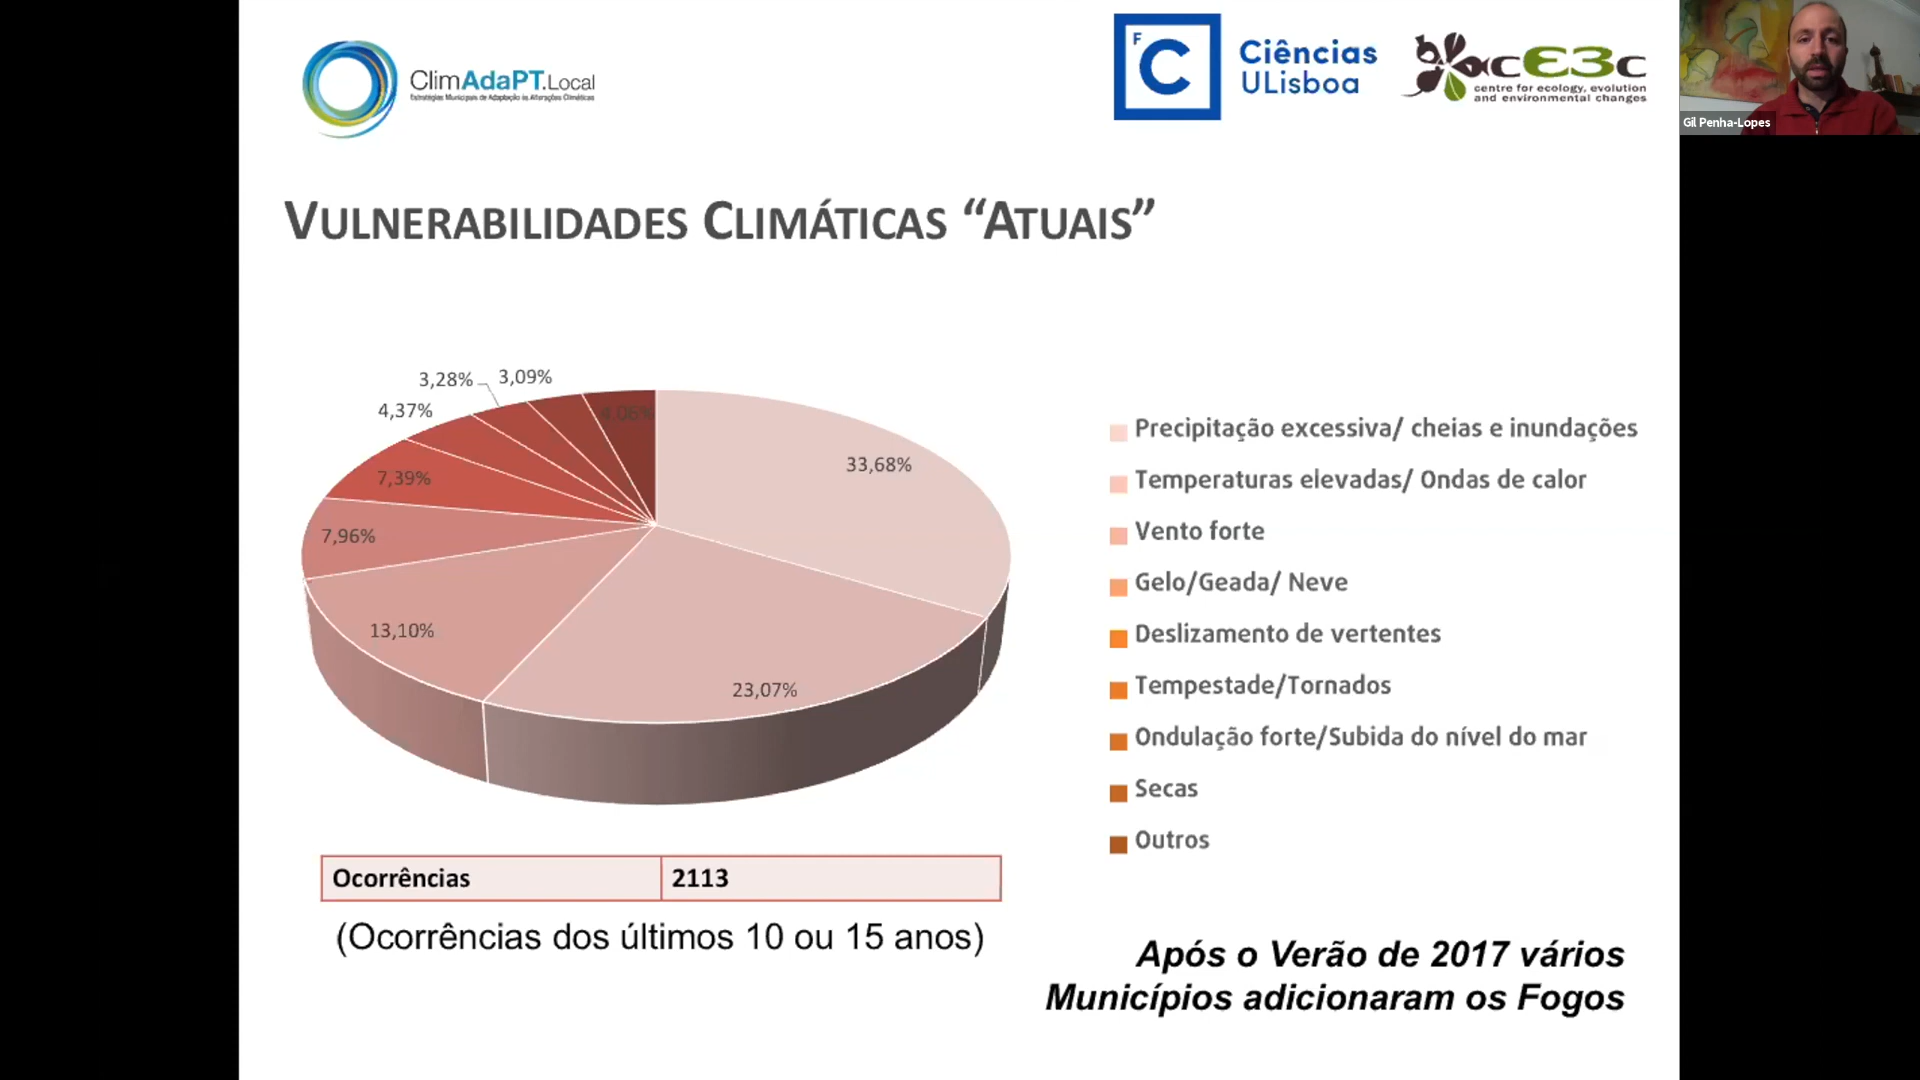 ClimAdaPT.Local
Estratégias Municipais de Adaptação às Alterações Climáticas
F
C
Ciências
ULisboa
cE3c
centre for ecology, evolution
and environmental changes
Gil Penha-Lopes
VULNERABILIDADES CLIMÁTICAS “ATUAIS”
3,28%
3,09%
4,37%
4,06%
33,68%
7,39%
7,96%
13,10%
23,07%
Precipitação excessiva/ cheias e inundações
Temperaturas elevadas/ Ondas de calor
Vento forte
Gelo/Geada/ Neve
Deslizamento de vertentes
Tempestade/Tornados
Ondulação forte/Subida do nível do mar
Secas
Outros
Ocorrências 2113
(Ocorrências dos últimos 10 ou 15 anos)
Após o Verão de 2017 vários
Municípios adicionaram os Fogos